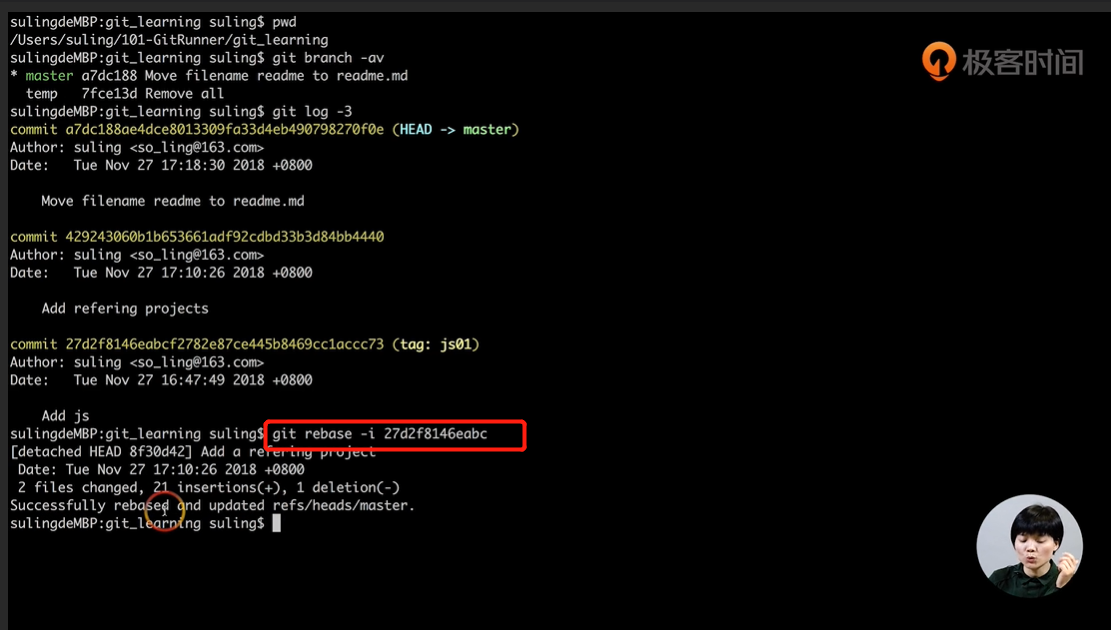 sulingdeMBP:git_learning suling$ pwd
/Users/suling/101-GitRunner/git_learning
sulingdeMBP:git_learning suling$ git branch -av
* master a7dc188 Move filename readme to readme.md
  temp   7fce13d Remove all
sulingdeMBP:git_learning suling$ git log -3
commit a7dc188ae4dce8013309fa33d4eb490798270f0e (HEAD -> master)
Author: suling <so_ling@163.com>
Date:   Tue Nov 27 17:18:30 2018 +0800
    Move filename readme to readme.md
commit 429243060b1b653661adf92cdbd33b3d84bb4440
Author: suling <so_ling@163.com>
Date:   Tue Nov 27 17:10:26 2018 +0800
    Add refering projects
commit 27d2f8146eabcf2782e87ce445b8469cc1accc73 (tag: js01)
Author: suling <so_ling@163.com>
Date:   Tue Nov 27 16:47:49 2018 +0800
    Add js
sulingdeMBP:git_learning suling$ git rebase -i 27d2f8146eabc
[detached HEAD 8f30d42] Add a refering project
 Date: Tue Nov 27 17:10:26 2018 +0800
 2 files changed, 21 insertions(+), 1 deletion(-)
Successfully rebased and updated refs/heads/master.
sulingdeMBP:git_learning suling$
极客时间